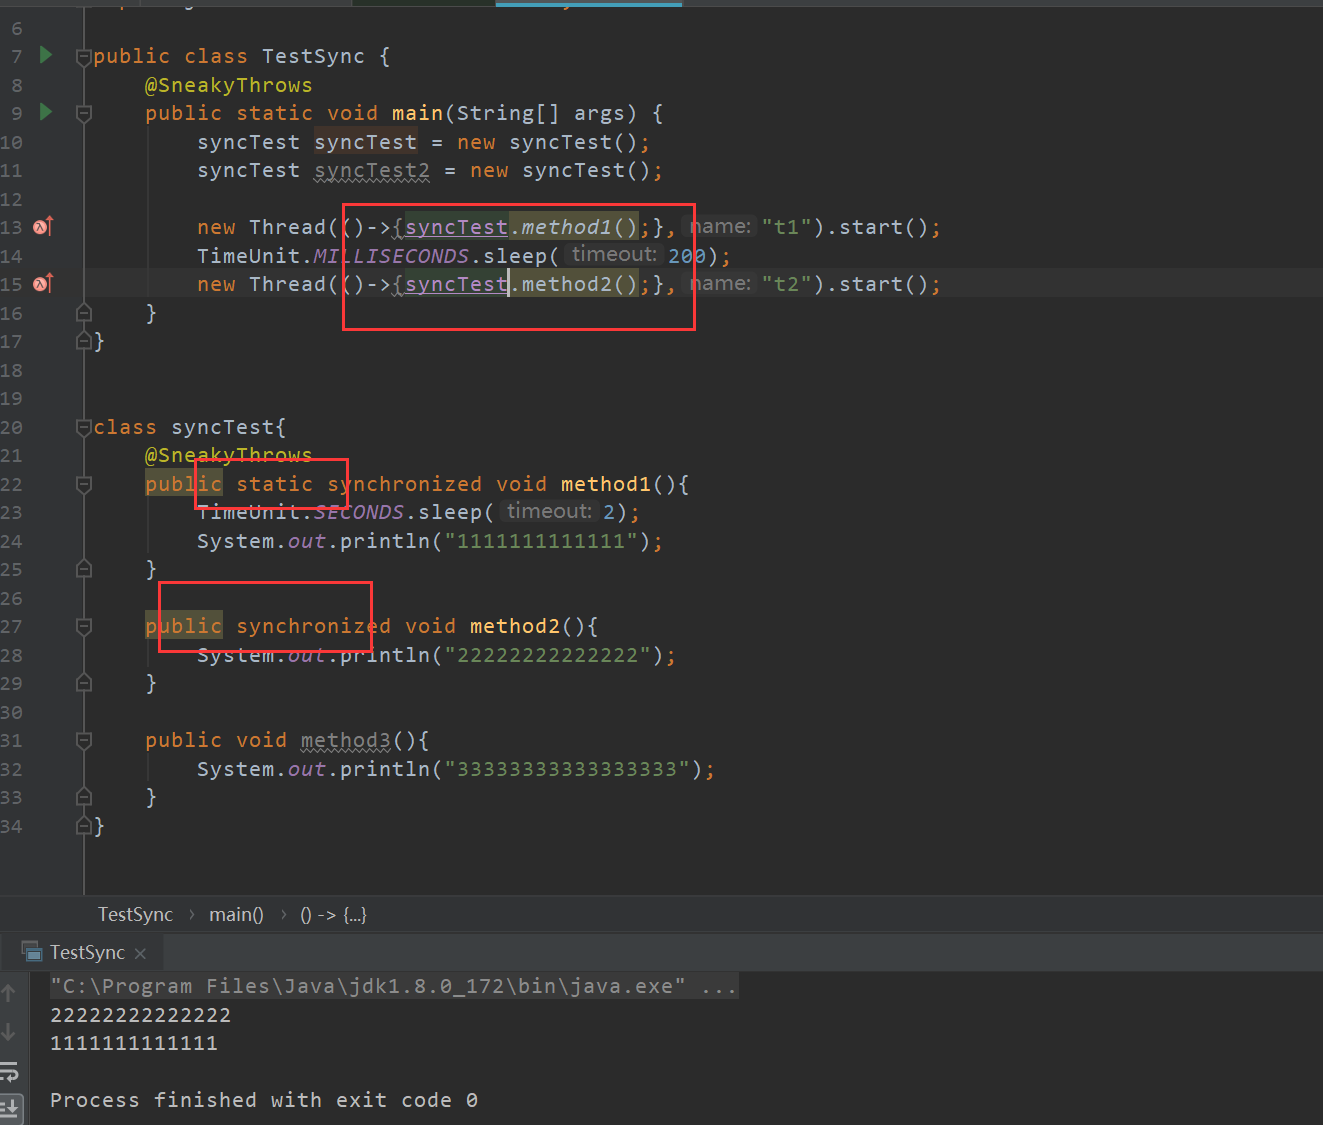 6
7 public class TestSync {
8 @SneakyThrows
9 public static void main(String[] args) {
10 syncTest syncTest = new syncTest();
11 syncTest syncTest2 = new syncTest();
12
13 new Thread(()->{syncTest.method1();}, name: "t1").start();
14 TimeUnit.MILLISECONDS.sleep( timeout: 200);
15 new Thread(()->{syncTest.method2();}, name: "t2").start();
16 }
17 }
18
19
20 class syncTest{
21 @SneakyThrows
22 public static synchronized void method1(){
23 TimeUnit.SECONDS.sleep( timeout: 2);
24 System.out.println("1111111111111");
25 }
26
27 public synchronized void method2(){
28 System.out.println("22222222222222");
29 }
30
31 public void method3(){
32 System.out.println("33333333333333333");
33 }
34 }
TestSync › main() › () -> {...}
TestSync ×
"C:\Program Files\Java\jdk1.8.0_172\bin\java.exe" ...
22222222222222
1111111111111
Process finished with exit code 0